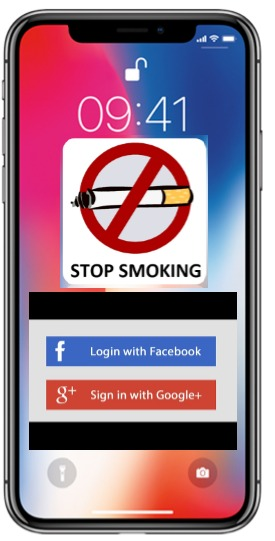 09:41
STOP SMOKING
f Login with Facebook
g+ Sign in with Google+